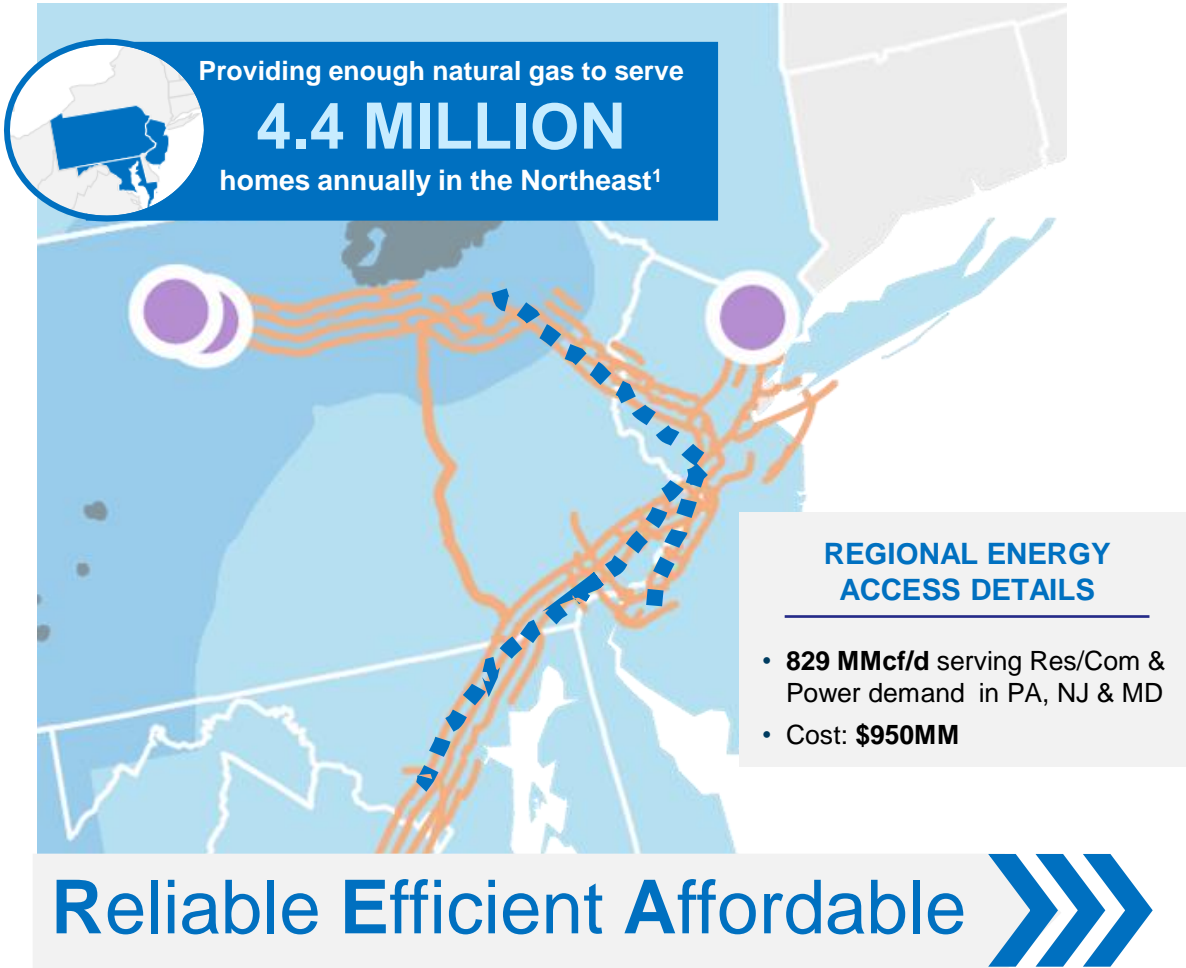 Providing enough natural gas to serve
4.4 MILLION
homes annually in the Northeast¹
REGIONAL ENERGY
ACCESS DETAILS
• 829 MMcf/d serving Res/Com &
Power demand in PA, NJ & MD
• Cost: $950MM
Reliable Efficient Affordable